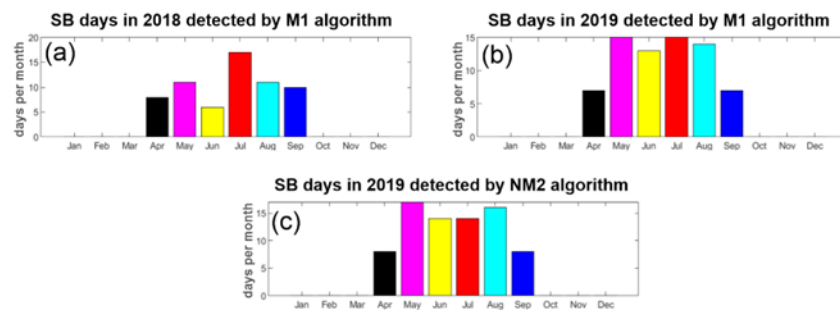 SB days in 2018 detected by M1 algorithm
(a)
days per month
20
15
10
5
0
Jan Feb Mar Apr May Jun Jul Aug Sep Oct Nov Dec
SB days in 2019 detected by M1 algorithm
(b)
days per month
15
10
5
0
Jan Feb Mar Apr May Jun Jul Aug Sep Oct Nov Dec
SB days in 2019 detected by NM2 algorithm
(c)
days per month
15
10
5
0
Jan Feb Mar Apr May Jun Jul Aug Sep Oct Nov Dec